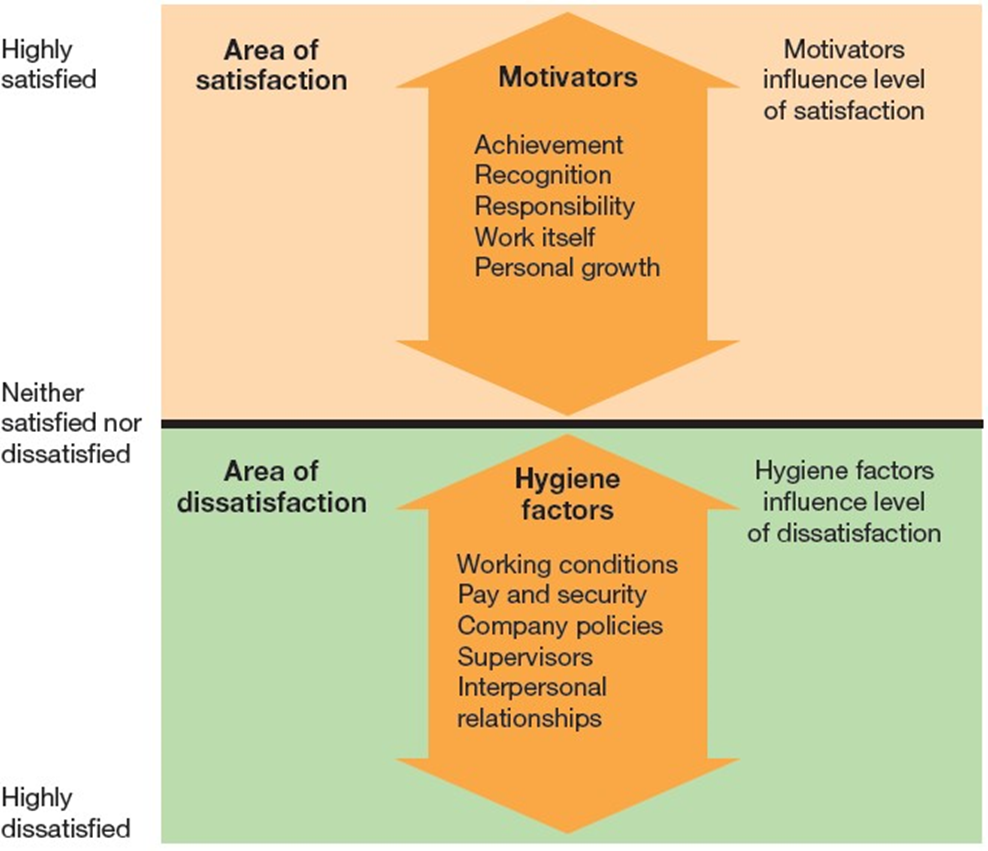 Highly
satisfied
Area of
satisfaction
Motivators
Achievement
Recognition
Responsibility
Work itself
Personal growth
Motivators
influence level
of satisfaction
Neither
satisfied nor
dissatisfied
Area of
dissatisfaction
Hygiene
factors
Working conditions
Pay and security
Company policies
Supervisors
Interpersonal
relationships
Hygiene factors
influence level
of dissatisfaction
Highly
dissatisfied